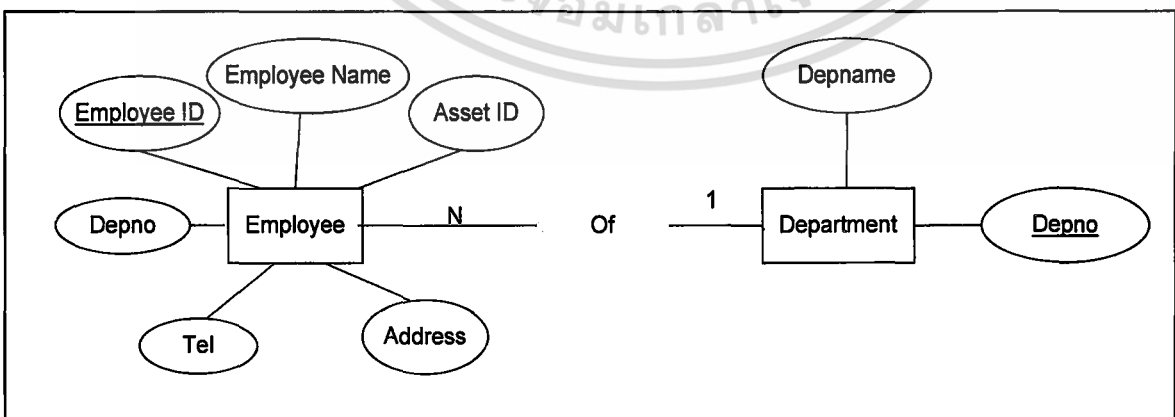 Employee Name
Depname
Employee ID
Asset ID
N
1
Depno
Employee
Of
Department
Depno
Tel
Address